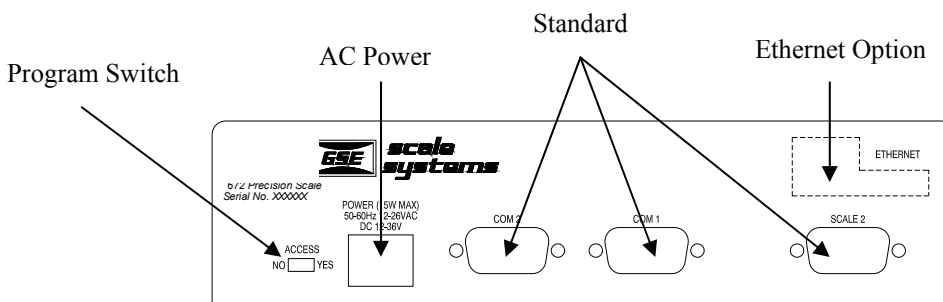 Standard
Ethernet Option
AC Power
Program Switch
GSE scale systems
ETHERNET
672 Precision Scale
Serial No. XXXXXX
POWER (15W MAX)
50-60Hz 12-26VAC
DC 12-36V
COM 2
COM 1
SCALE 2
ACCESS
NO YES